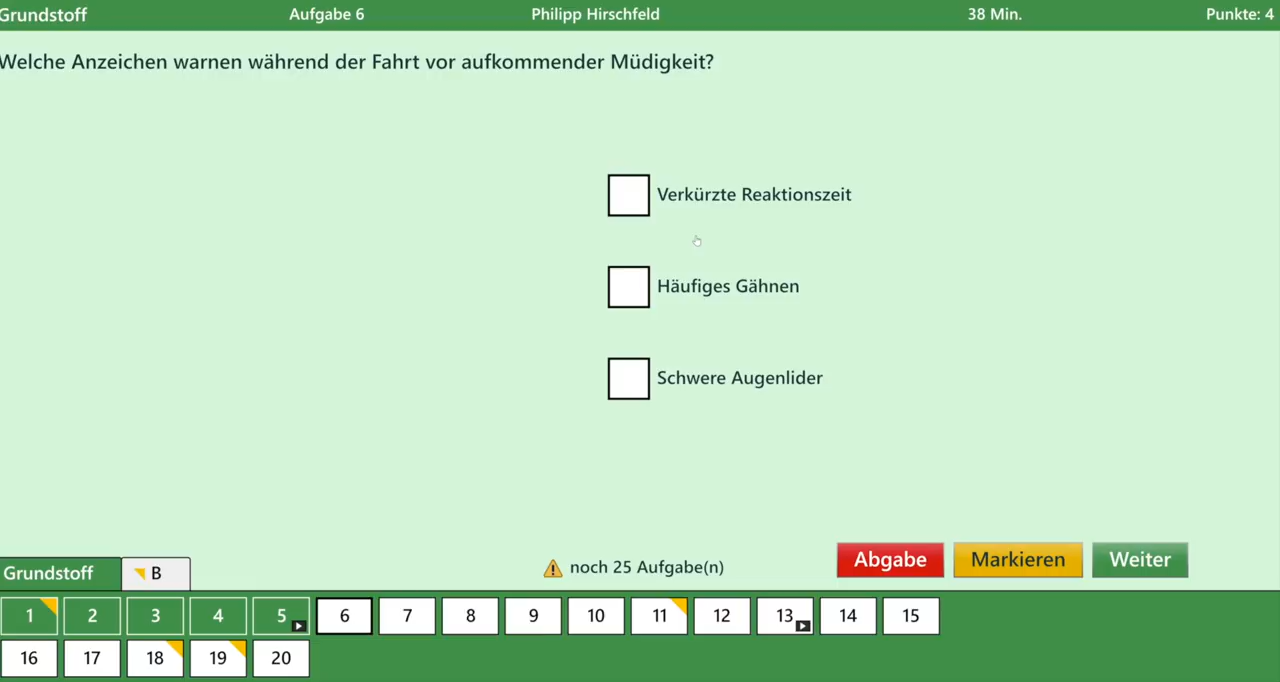 Grundstoff Aufgabe 6 Philipp Hirschfeld 38 Min. Punkte: 4
Welche Anzeichen warnen während der Fahrt vor aufkommender Müdigkeit?
Verkürzte Reaktionszeit
Häufiges Gähnen
Schwere Augenlider
Abgabe Markieren Weiter
Grundstoff B noch 25 Aufgabe(n)
1 2 3 4 5 6 7 8 9 10 11 12 13 14 15
16 17 18 19 20